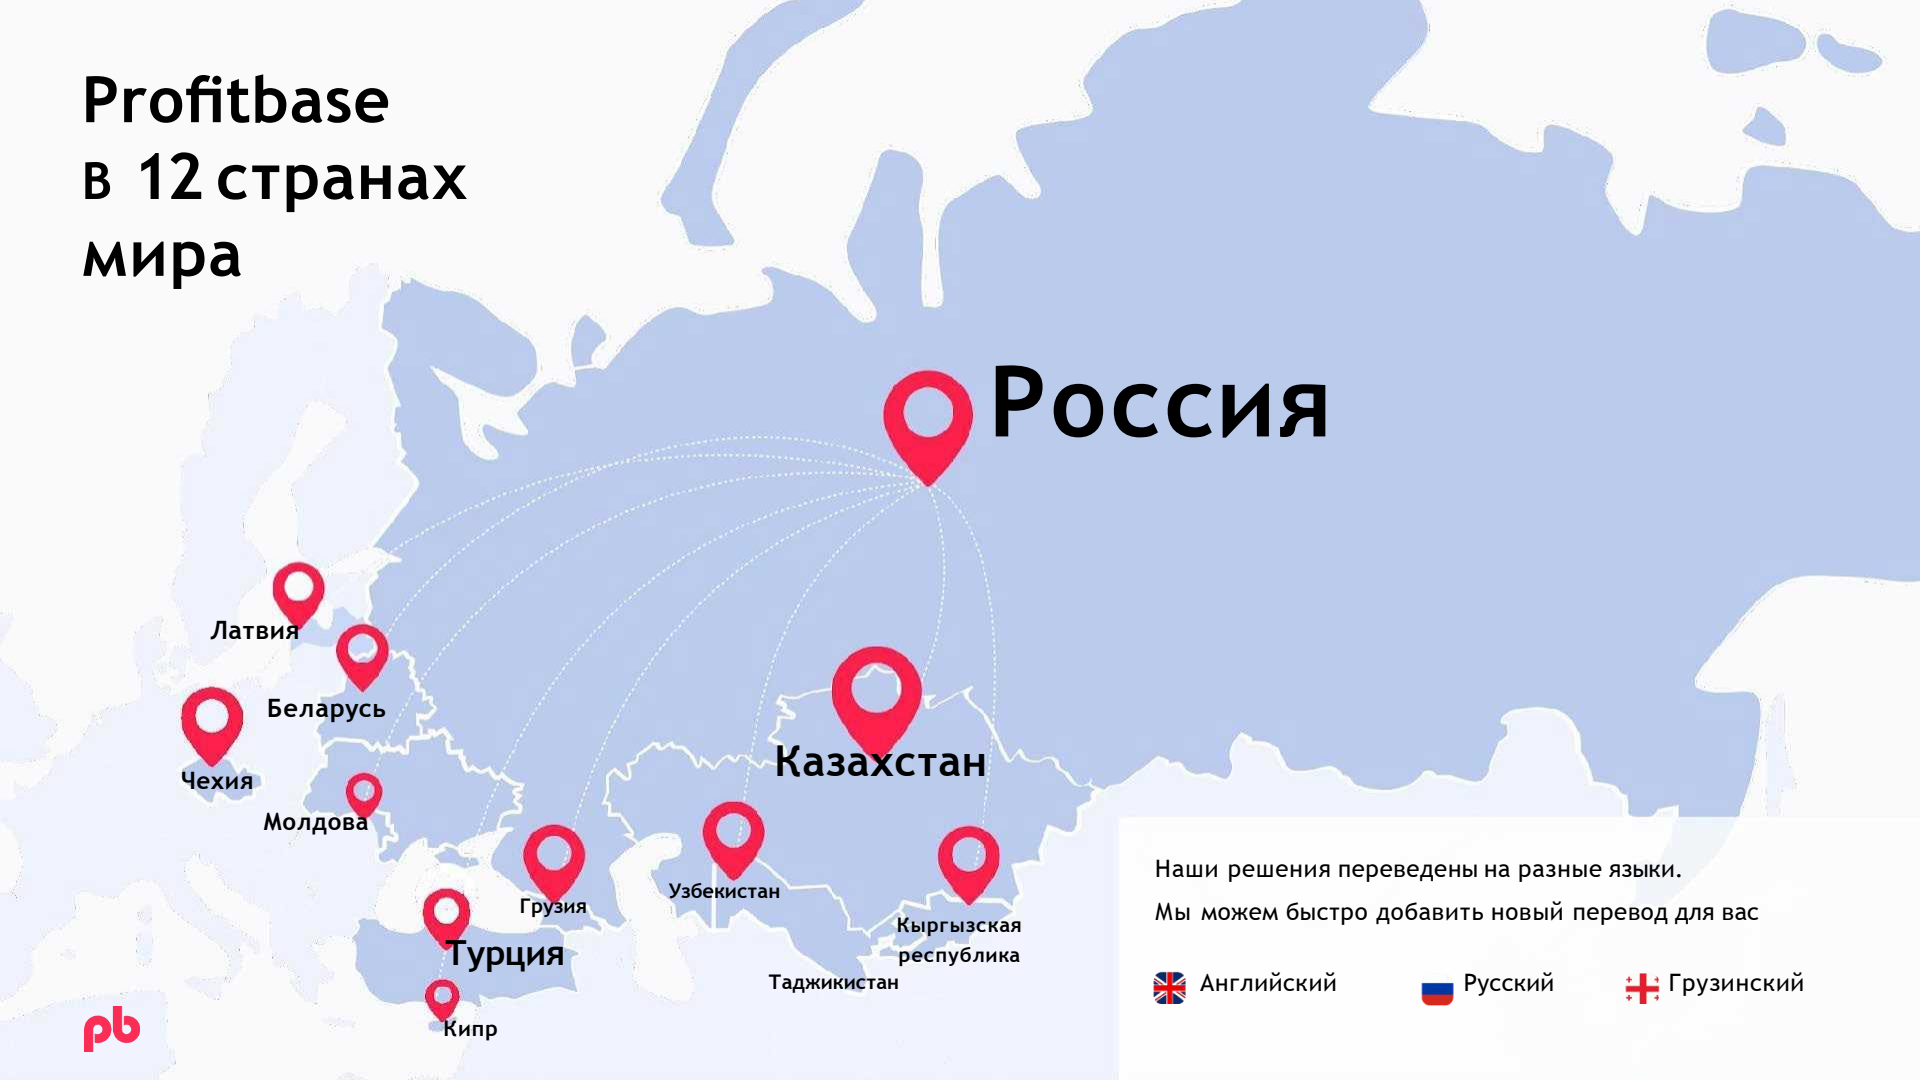 Profitbase
в 12 странах
мира
Россия
Латвия
Беларусь
Чехия
Казахстан
Молдова
Узбекистан
Грузия
Кыргызская
республика
Турция
Таджикистан
Кипр
Наши решения переведены на разные языки.
Мы можем быстро добавить новый перевод для вас
Английский
Русский
Грузинский
pb